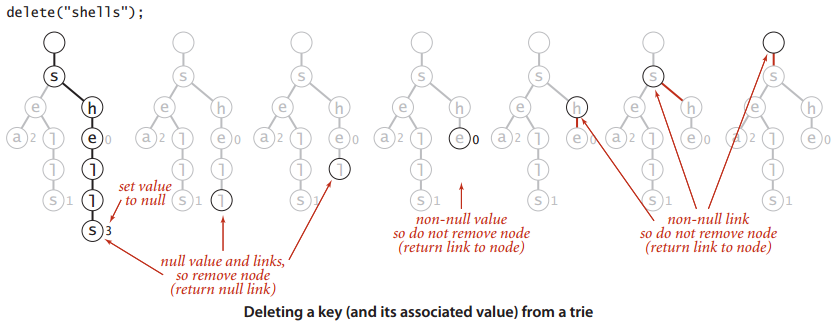 delete("shells");
s s s s s s s
e h e h e h e h e h e h e h
a 2 l e 0 a 2 l e 0 a 2 l e 0 a 2 l e 0 a 2 l e 0 a 2 l e 0 a 2 l e 0
l l l l l l l l l l
s 1 l s 1 l s 1 s 1 s 1 s 1 s 1
s 3
set value
to null
null value and links,
so remove node
(return null link)
non-null value
so do not remove node
(return link to node)
non-null link
so do not remove node
(return link to node)
Deleting a key (and its associated value) from a trie